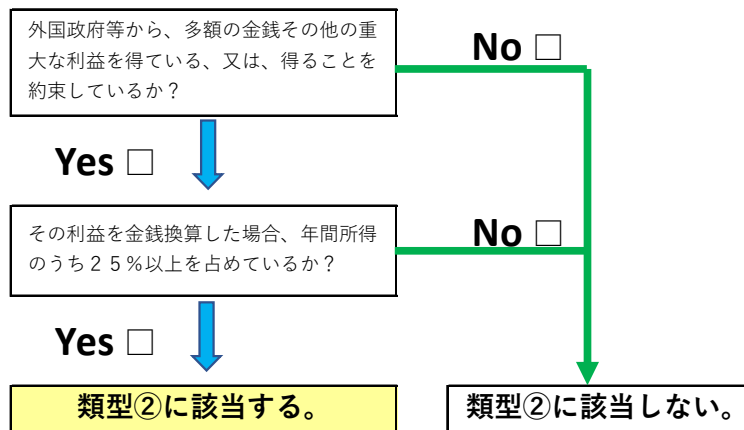 外国政府等から、多額の金銭その他の重
大な利益を得ている、又は、得ることを
約束しているか？
No □
Yes □
その利益を金銭換算した場合、年間所得
のうち２５%以上を占めているか？
No □
Yes □
類型②に該当する。
類型②に該当しない。